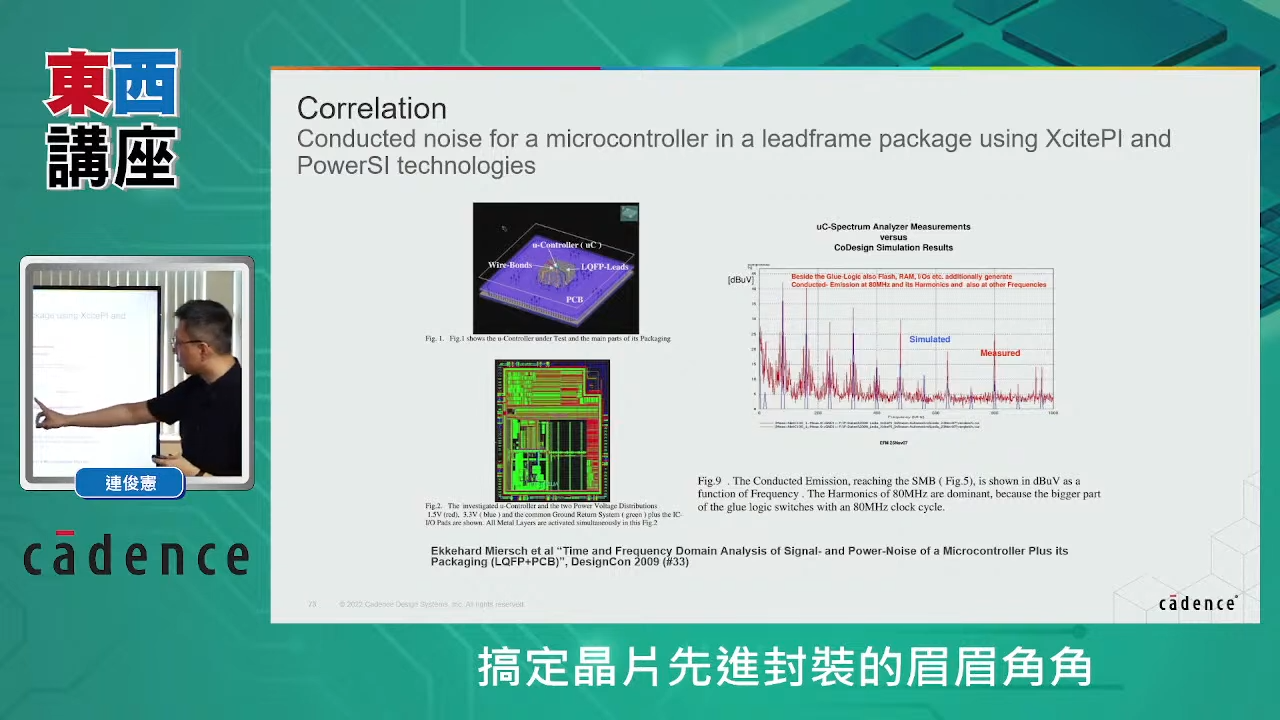 東西
講座
Correlation
Conducted noise for a microcontroller in a leadframe package using XcitePI and
PowerSI technologies
u-Controller ( uC )
Wire-Bonds
LQFP-Leads
PCB
Fig. 1. Fig.1 shows the u-Controller under Test and the main parts of its Packaging
Fig.2. The investigated u-Controller and the two Power Voltage Distributions
1.5V (red), 3.3V ( blue ) and the common Ground Return System ( green ) plus the IC-
I/O Pads are shown. All Metal Layers are activated simultaneously in this Fig.2
uC-Spectrum Analyzer Measurements
versus
CoDesign Simulation Results
[dBuV]
Beside the Glue-Logic also Flash, RAM, I/Os etc. additionally generate
Conducted- Emission at 80MHz and its Harmonics and also at other Frequencies
Simulated
Measured
EFM 26Nov07
Fig.9 . The Conducted Emission, reaching the SMB ( Fig.5), is shown in dBuV as a
function of Frequency . The Harmonics of 80MHz are dominant, because the bigger part
of the glue logic switches with an 80MHz clock cycle.
Ekkehard Miersch et al “Time and Frequency Domain Analysis of Signal- and Power-Noise of a Microcontroller Plus its
Packaging (LQFP+PCB)”, DesignCon 2009 (#33)
© 2022 Cadence Design Systems, Inc. All rights reserved.
cādence®
ckage using XcitePI and
連俊憲
cādence
搞定晶片先進封裝的眉眉角角